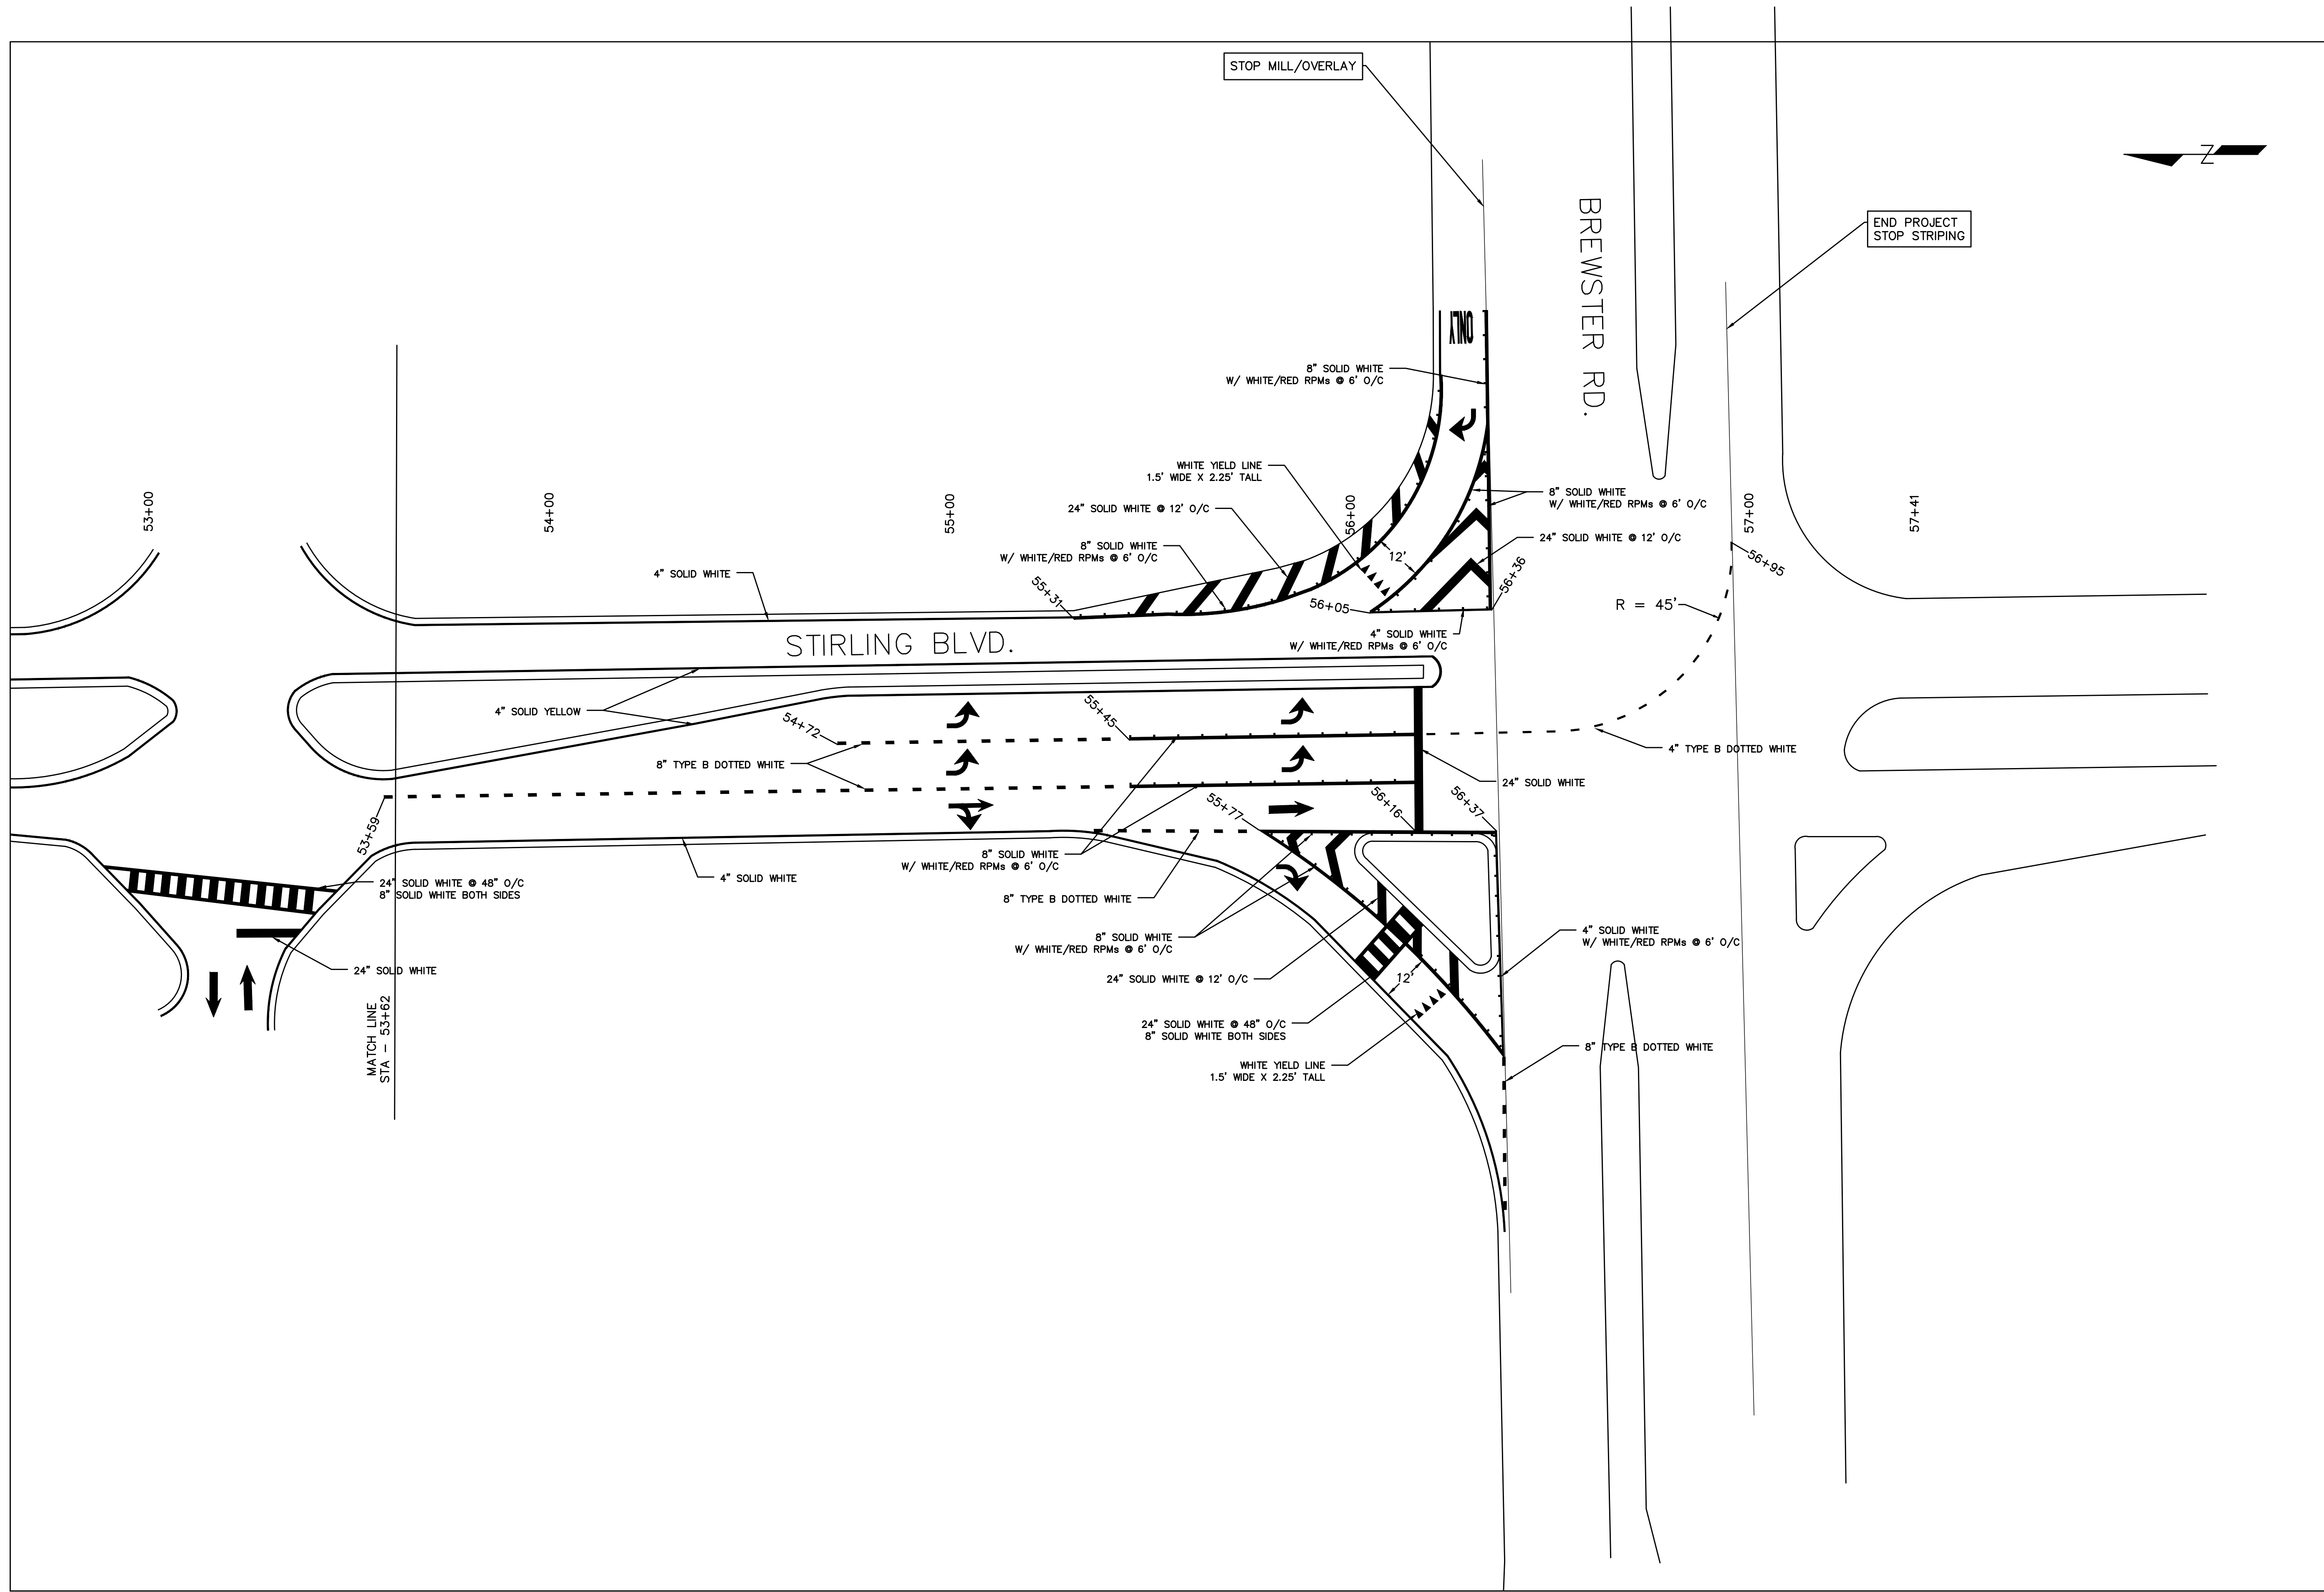 STOP MILL/OVERLAY
Z
BREWSTER RD.
END PROJECT
STOP STRIPING
ONLY
8" SOLID WHITE
W/ WHITE/RED RPMs @ 6' O/C
WHITE YIELD LINE
1.5' WIDE X 2.25' TALL
24" SOLID WHITE @ 12' O/C
8" SOLID WHITE
W/ WHITE/RED RPMs @ 6' O/C
53+00
54+00
55+00
56+00
57+00
57+41
8" SOLID WHITE
W/ WHITE/RED RPMs @ 6' O/C
24" SOLID WHITE @ 12' O/C
12'
56+36
56+95
4" SOLID WHITE
55+31
56+05
R = 45'
STIRLING BLVD.
4" SOLID WHITE
W/ WHITE/RED RPMs @ 6' O/C
4" SOLID YELLOW
54+72
55+45
4" TYPE B DOTTED WHITE
8" TYPE B DOTTED WHITE
24" SOLID WHITE
53+59
55+77
56+16
56+37
8" SOLID WHITE
W/ WHITE/RED RPMs @ 6' O/C
4" SOLID WHITE
24" SOLID WHITE @ 48" O/C
8" SOLID WHITE BOTH SIDES
8" TYPE B DOTTED WHITE
8" SOLID WHITE
W/ WHITE/RED RPMs @ 6' O/C
4" SOLID WHITE
W/ WHITE/RED RPMs @ 6' O/C
24" SOLID WHITE
24" SOLID WHITE @ 12' O/C
12'
MATCH LINE
STA - 53+62
24" SOLID WHITE @ 48" O/C
8" SOLID WHITE BOTH SIDES
8" TYPE B DOTTED WHITE
WHITE YIELD LINE
1.5' WIDE X 2.25' TALL